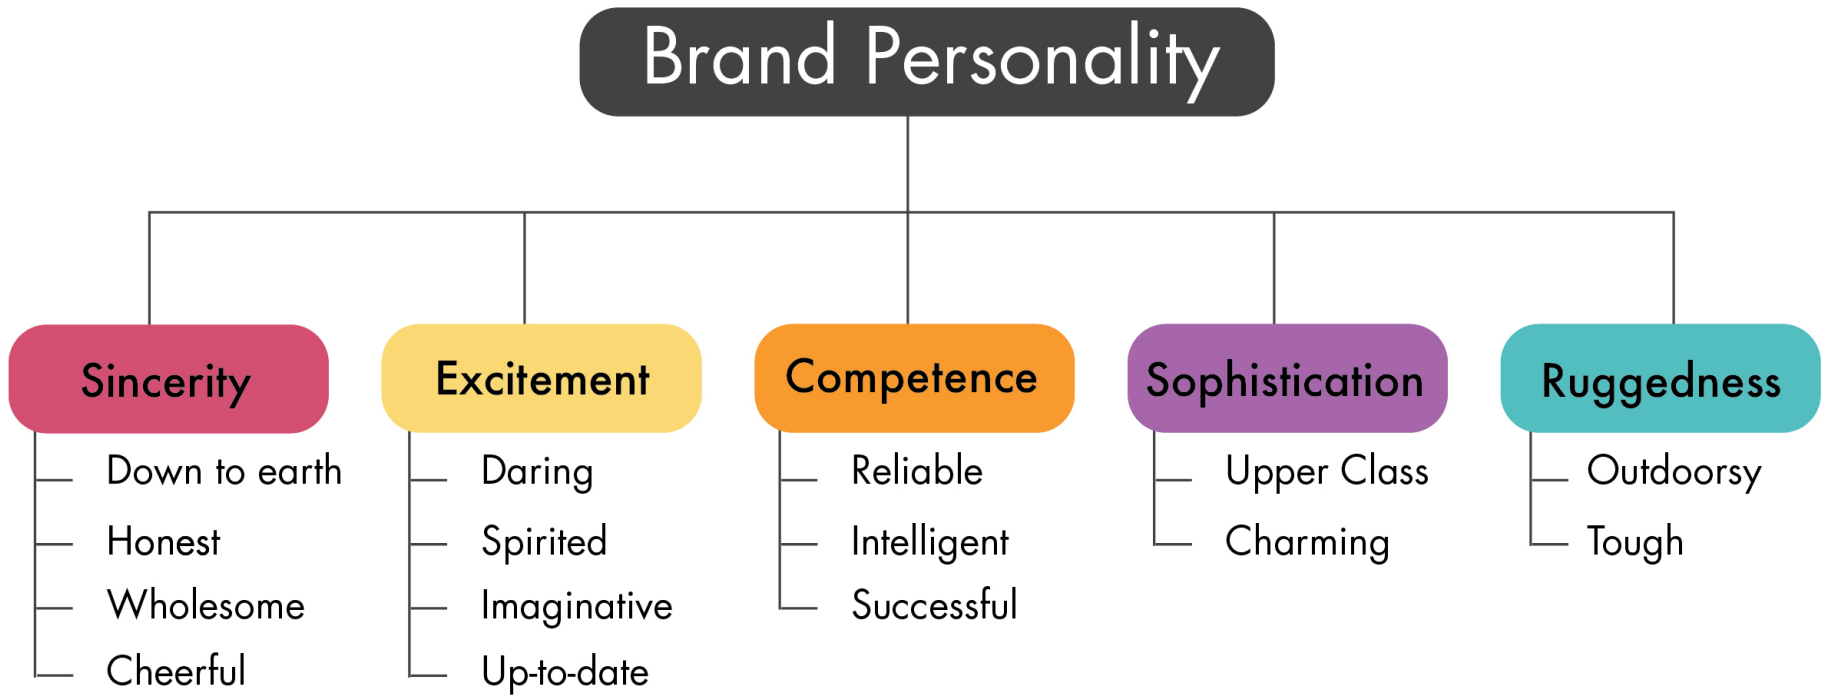 Brand Personality
Sincerity
Down to earth
Honest
Wholesome
Cheerful
Excitement
Daring
Spirited
Imaginative
Up-to-date
Competence
Reliable
Intelligent
Successful
Sophistication
Upper Class
Charming
Ruggedness
Outdoorsy
Tough